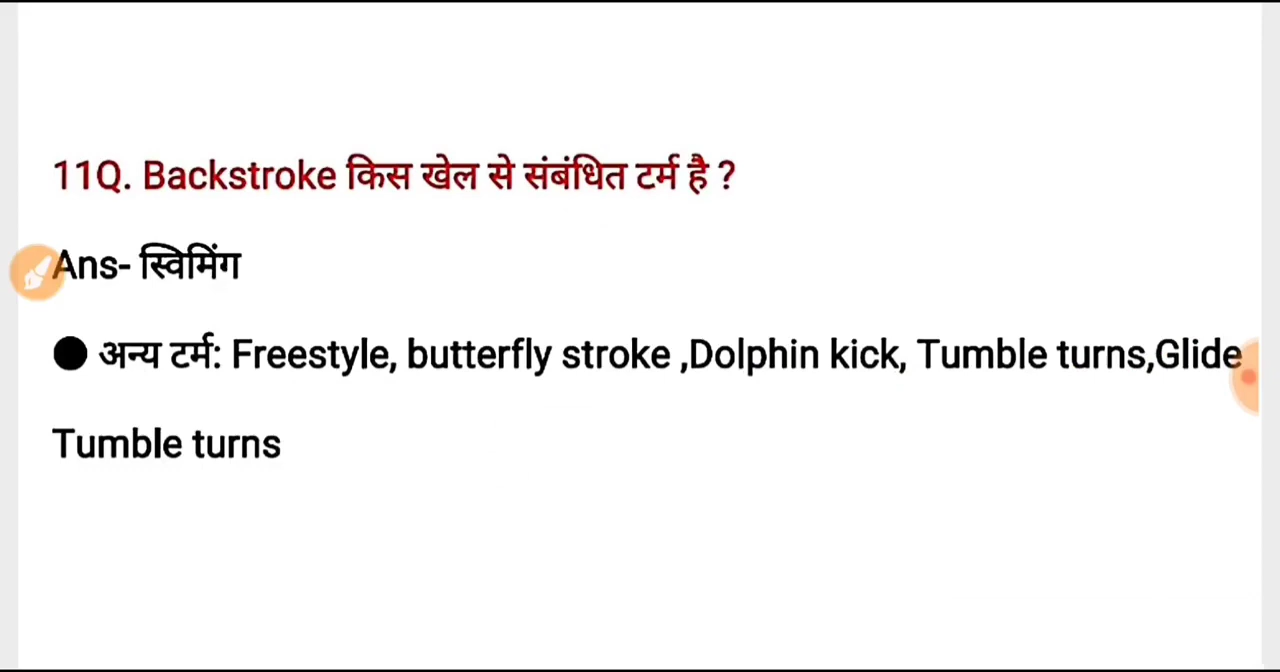 11Q. Backstroke किस खेल से संबंधित टर्म है ?
Ans- स्विमिंग
● अन्य टर्म: Freestyle, butterfly stroke ,Dolphin kick, Tumble turns,Glide
Tumble turns